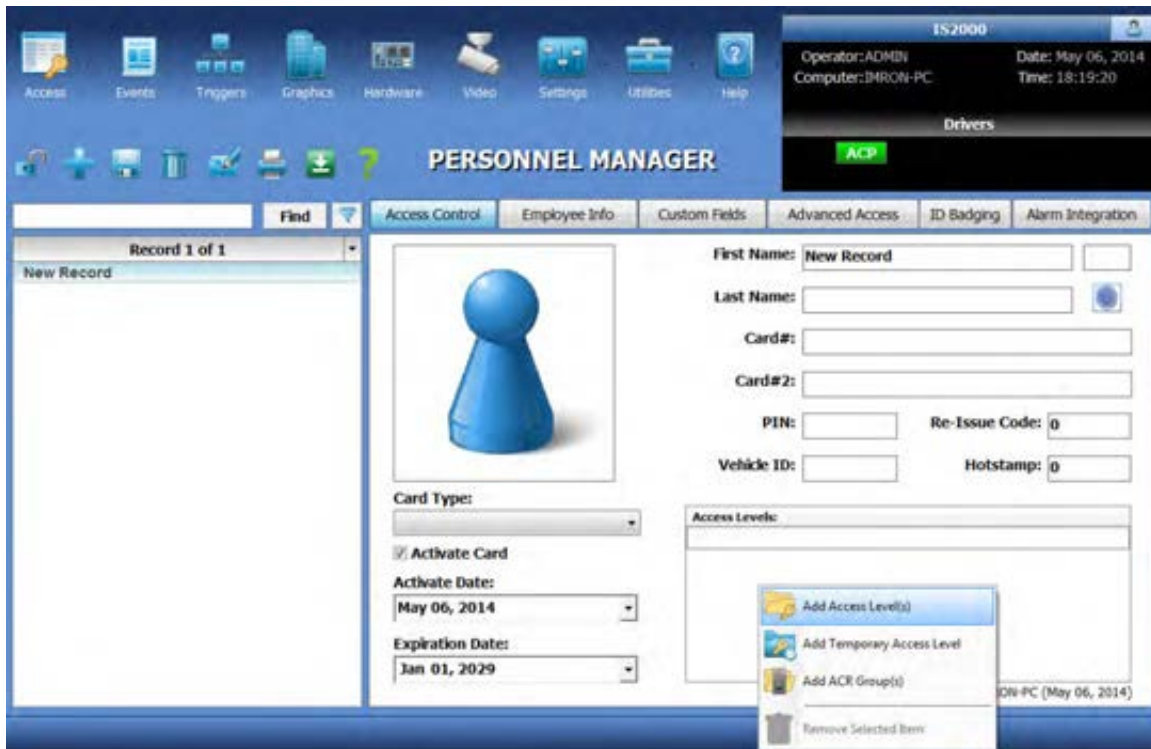 IS2000
Operator:ADMIN Date: May 06, 2014
Computer:IMRON-PC Time: 18:19:20
Drivers
ACP
Access Events Triggers Graphics Hardware Video Settings Utilities Help
PERSONNEL MANAGER
Find
Access Control Employee Info Custom Fields Advanced Access ID Badging Alarm Integration
Record 1 of 1
New Record
First Name: New Record
Last Name:
Card#:
Card#2:
PIN: Re-Issue Code: 0
Vehicle ID: Hotstamp: 0
Card Type:
Activate Card
Activate Date:
May 06, 2014
Expiration Date:
Jan 01, 2029
Access Levels:
Add Access Level(s)
Add Temporary Access Level
Add ACR Group(s)
Remove Selected Item
ON-PC (May 06, 2014)